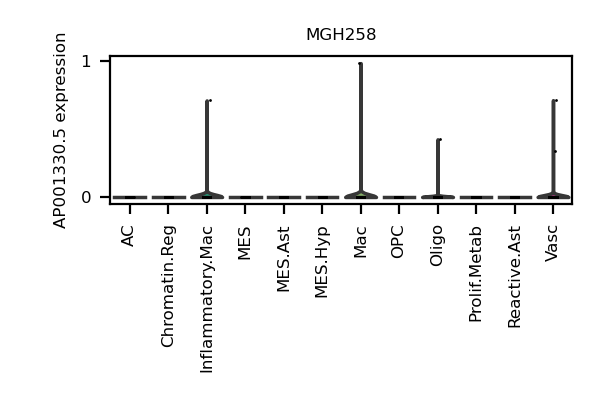 MGH258
AP001330.5 expression
1
0
AC
Chromatin.Reg
Inflammatory.Mac
MES
MES.Ast
MES.Hyp
Mac
OPC
Oligo
Prolif.Metab
Reactive.Ast
Vasc